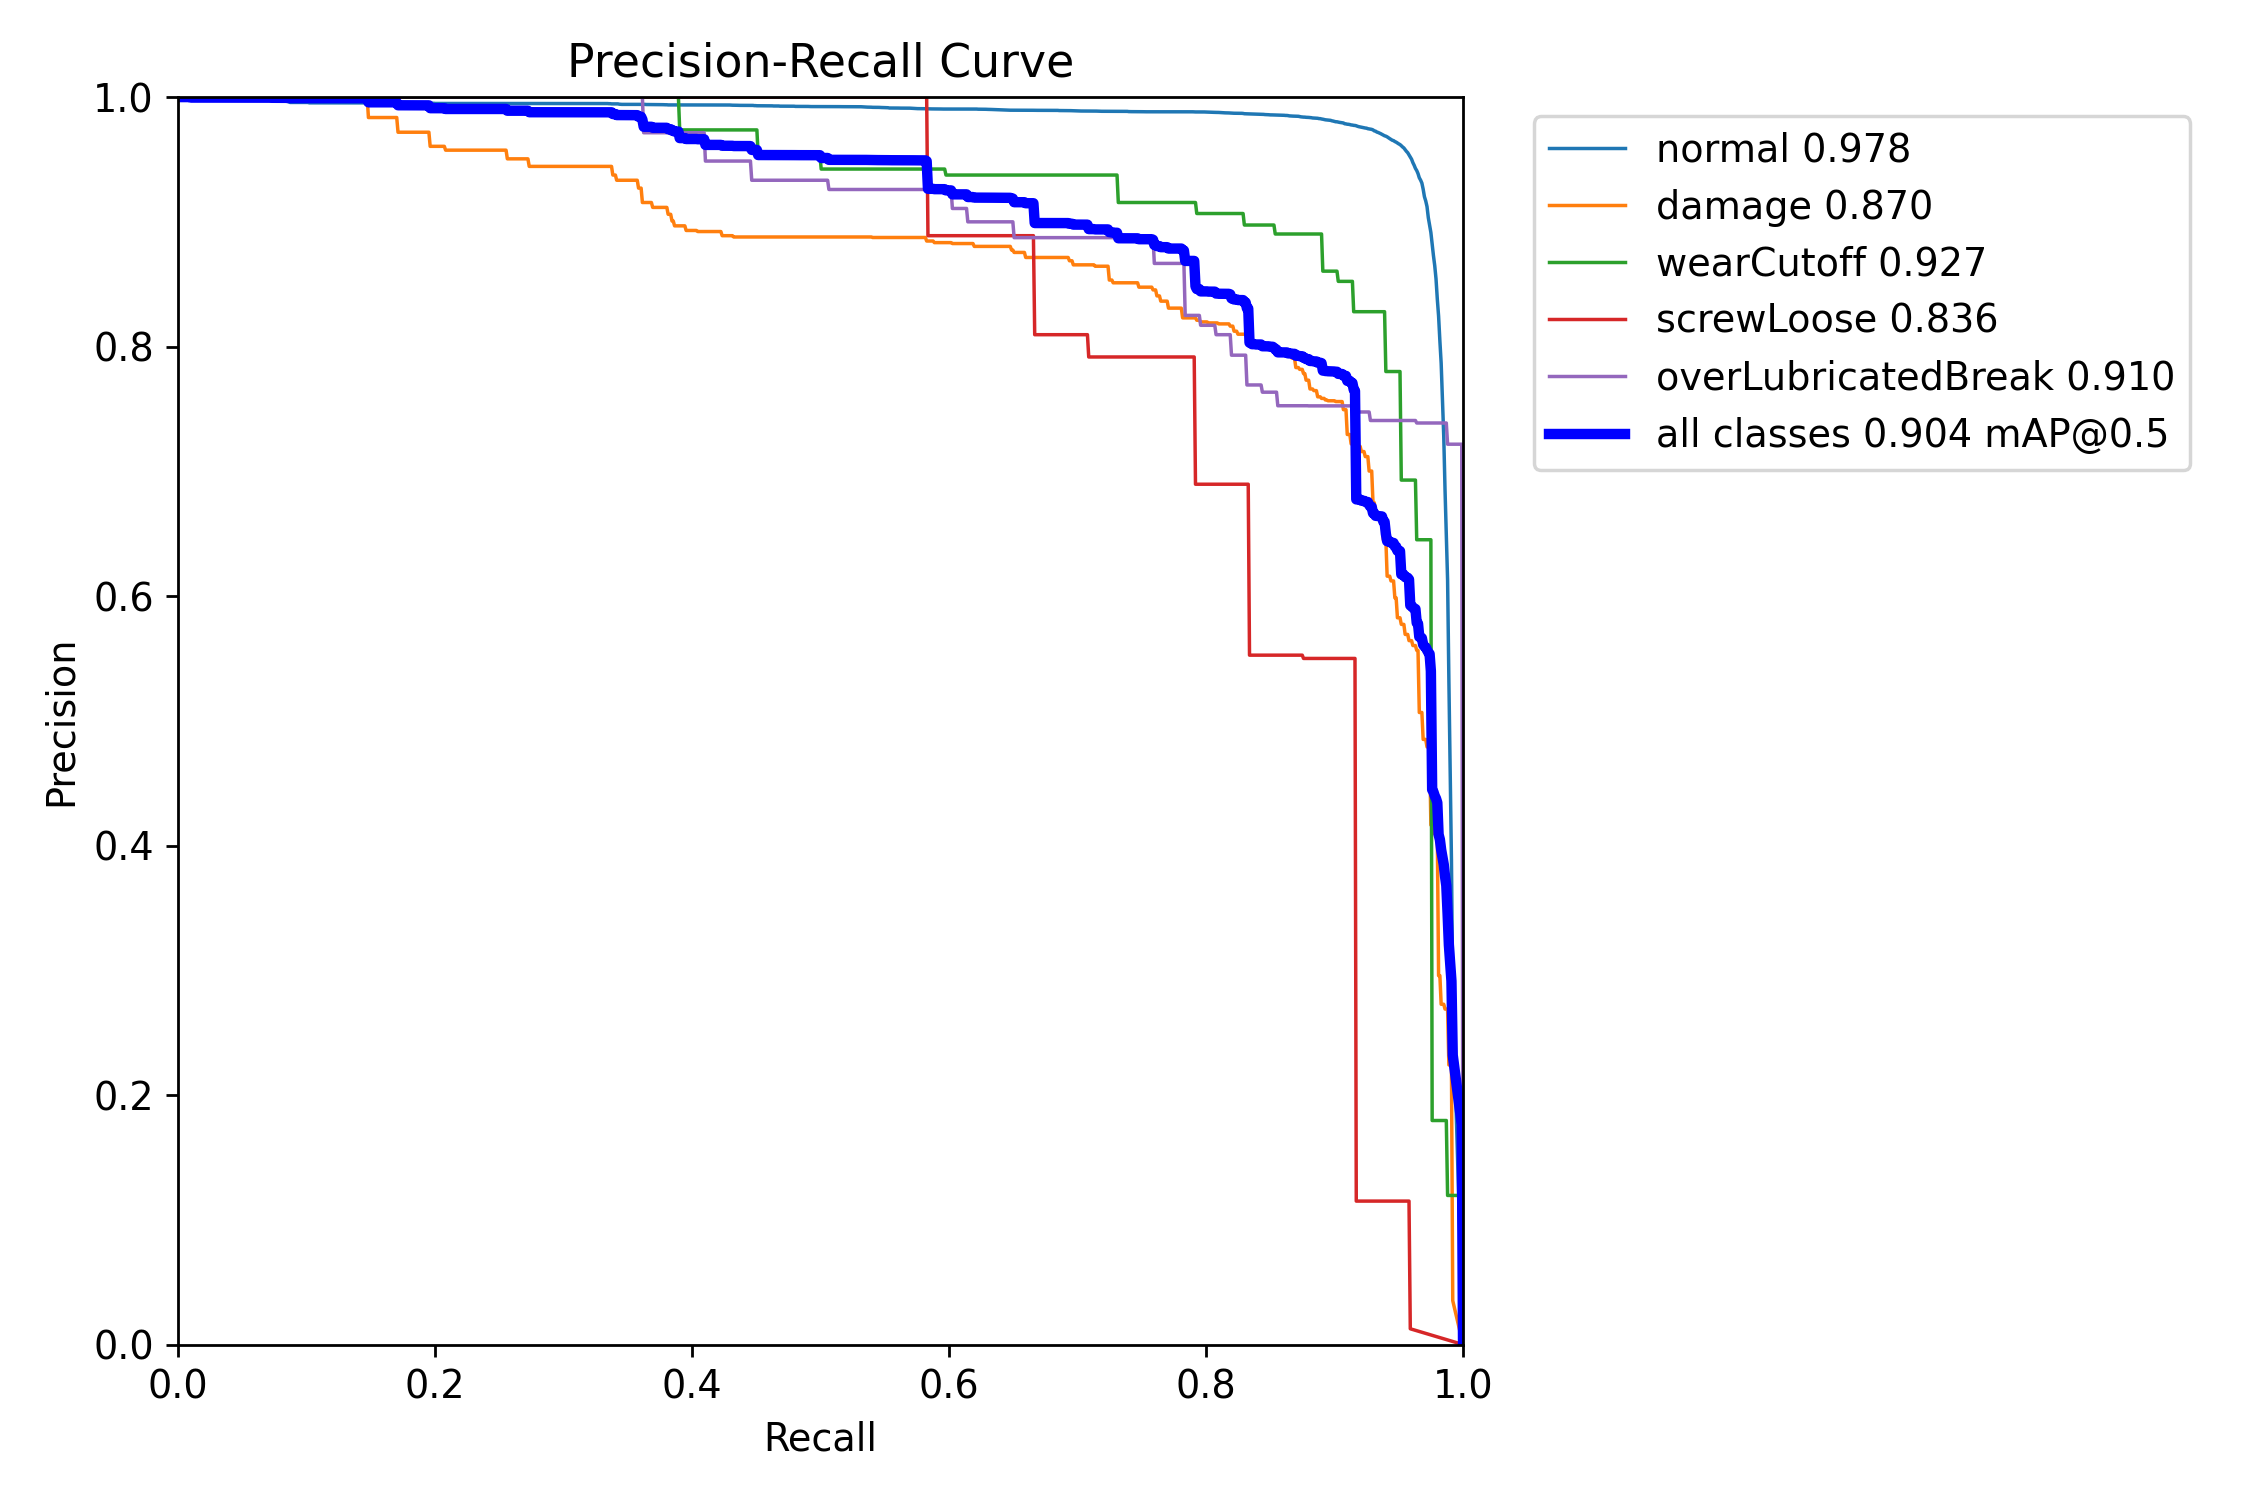 Precision-Recall Curve
1.0
0.8
0.6
0.4
0.2
0.0
Precision
0.0 0.2 0.4 0.6 0.8 1.0
Recall
normal 0.978
damage 0.870
wearCutoff 0.927
screwLoose 0.836
overLubricatedBreak 0.910
all classes 0.904 mAP@0.5